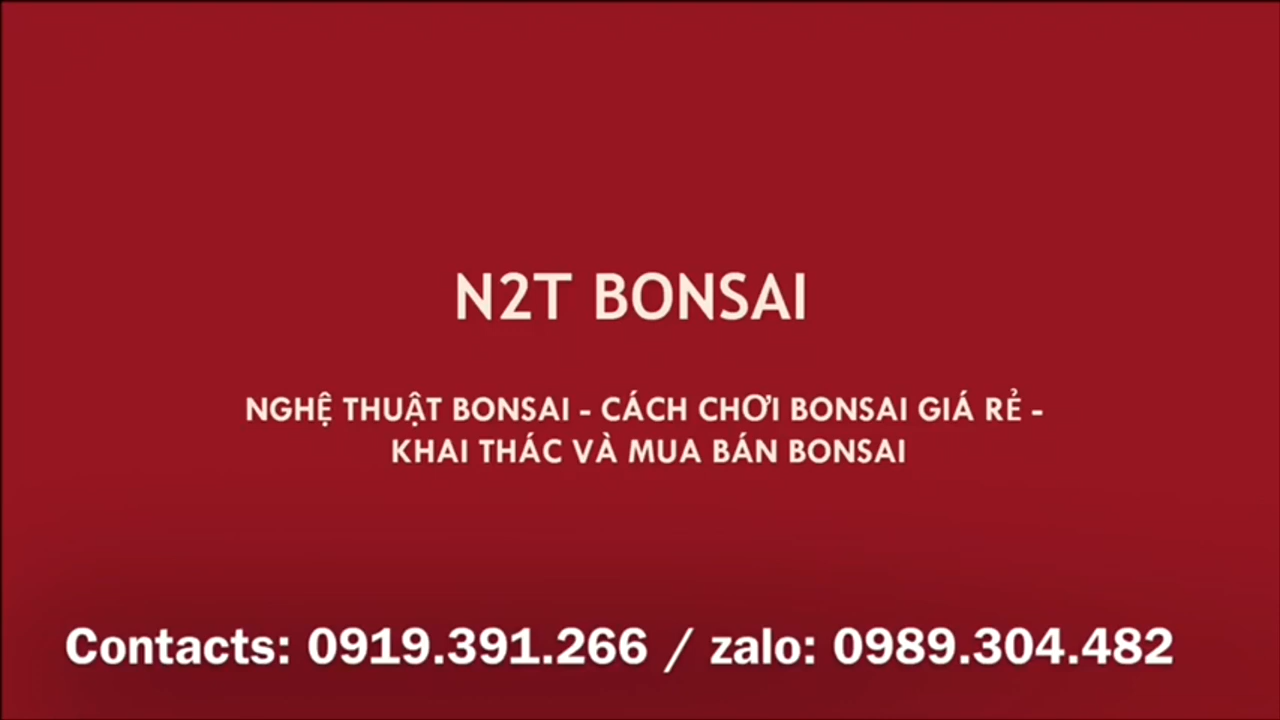 N2T BONSAI
NGHỆ THUẬT BONSAI - CÁCH CHƠI BONSAI GIÁ RẺ -
KHAI THÁC VÀ MUA BÁN BONSAI
Contacts: 0919.391.266 / zalo: 0989.304.482